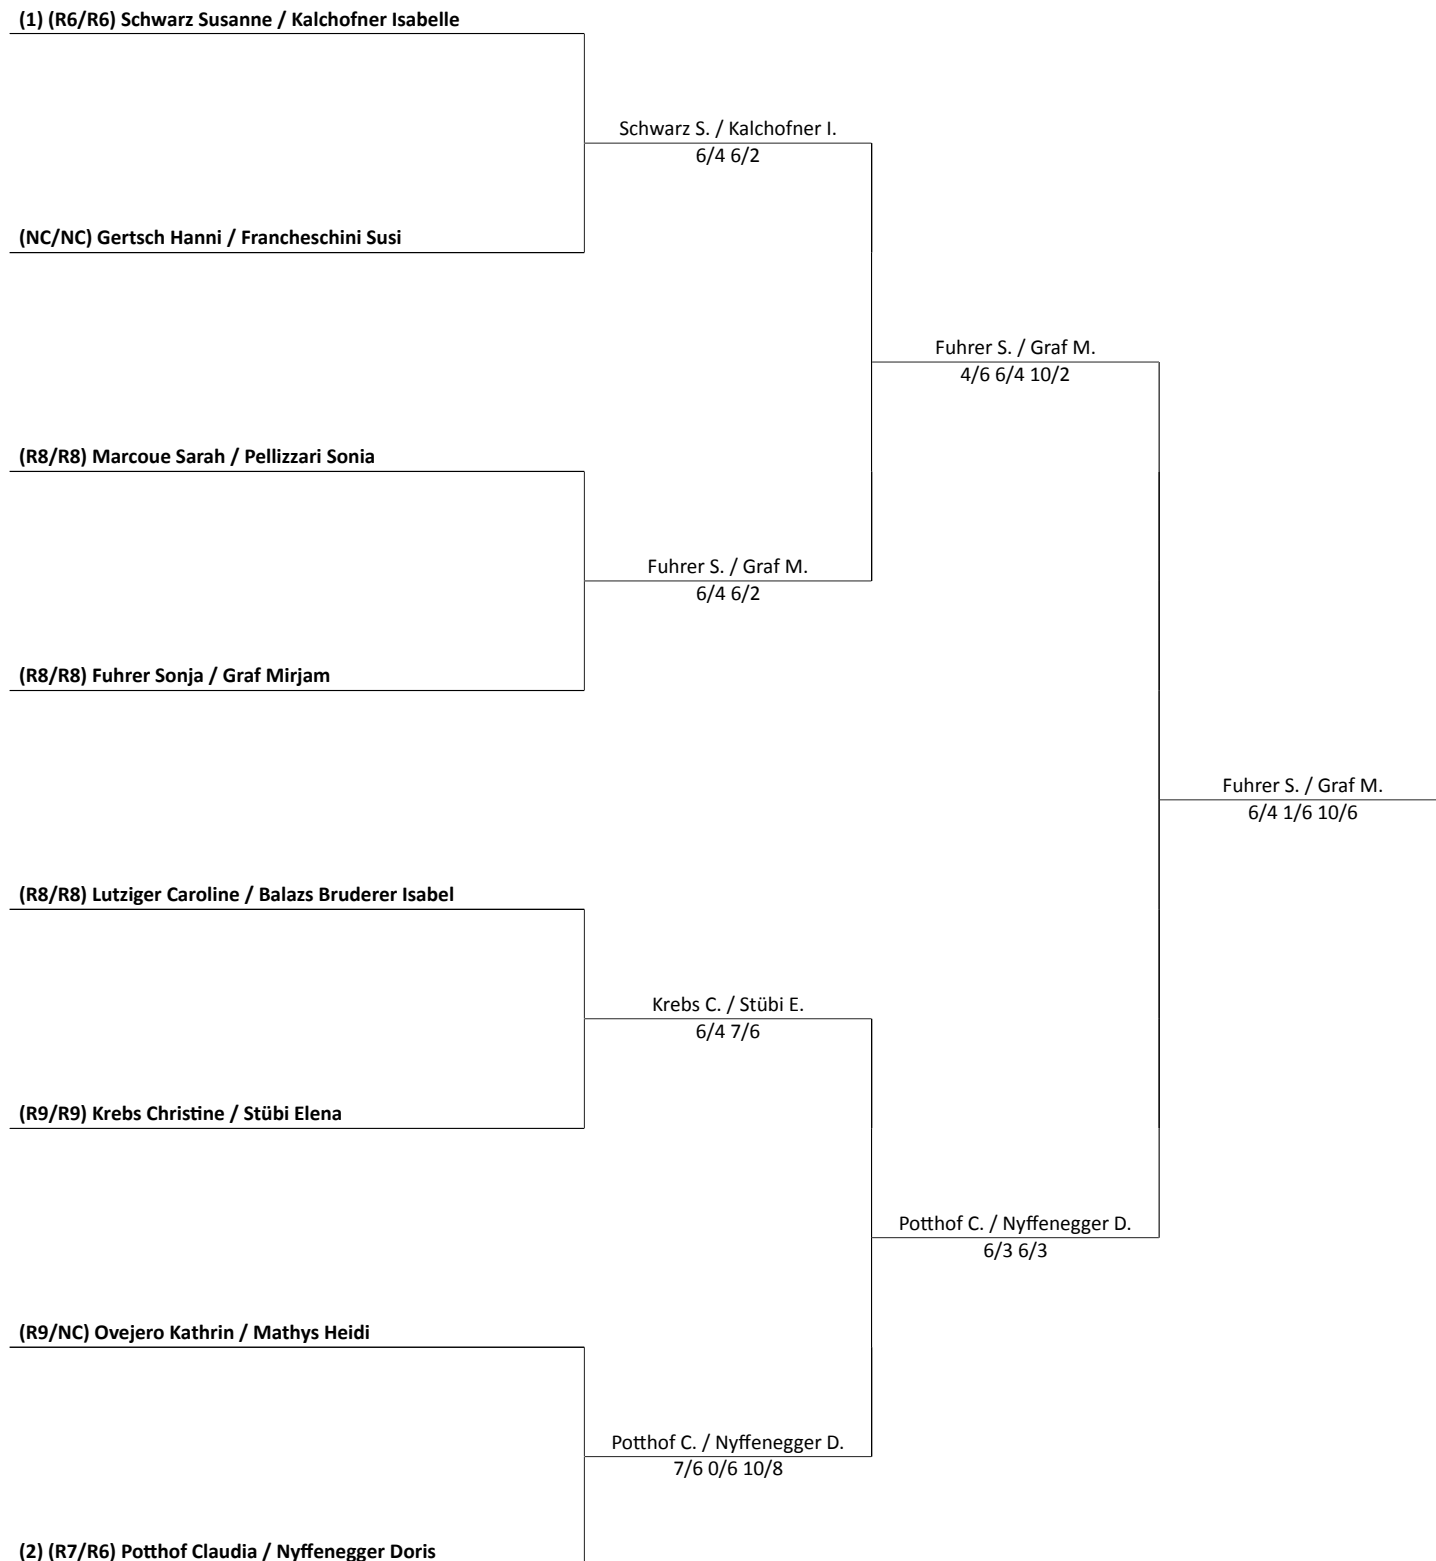 (1) (R6/R6) Schwarz Susanne / Kalchofner Isabelle
Schwarz S. / Kalchofner I.
6/4 6/2
(NC/NC) Gertsch Hanni / Francheschini Susi
Fuhrer S. / Graf M.
4/6 6/4 10/2
(R8/R8) Marcoue Sarah / Pellizzari Sonia
Fuhrer S. / Graf M.
6/4 6/2
(R8/R8) Fuhrer Sonja / Graf Mirjam
Fuhrer S. / Graf M.
6/4 1/6 10/6
(R8/R8) Lutziger Caroline / Balazs Bruderer Isabel
Krebs C. / Stübi E.
6/4 7/6
(R9/R9) Krebs Christine / Stübi Elena
Potthof C. / Nyffenegger D.
6/3 6/3
(R9/NC) Ovejero Kathrin / Mathys Heidi
Potthof C. / Nyffenegger D.
7/6 0/6 10/8
(2) (R7/R6) Potthof Claudia / Nyffenegger Doris